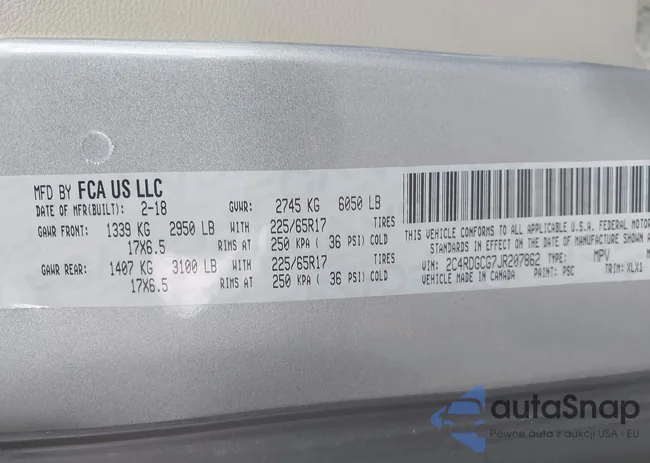 MFD BY FCA US LLC
DATE OF MFR(BUILT): 2-18 GVWR: 2745 KG 6050 LB
GAWR FRONT: 1339 KG 2950 LB WITH 225/65R17 TIRES
17X6.5 RIMS AT 250 KPA ( 36 PSI) COLD
GAWR REAR: 1407 KG 3100 LB WITH 225/65R17 TIRES
17X6.5 RIMS AT 250 KPA ( 36 PSI) COLD
THIS VEHICLE CONFORMS TO ALL APPLICABLE U.S.A. FEDERAL MOTOR
STANDARDS IN EFFECT ON THE DATE OF MANUFACTURE SHOWN A
VIN: 2C4RDGCG7JR207862 TYPE: MPV
VEHICLE MADE IN CANADA PAINT: PSC TRIM: XLX1
autaSnap
Pewne auta z aukcji USA · EU